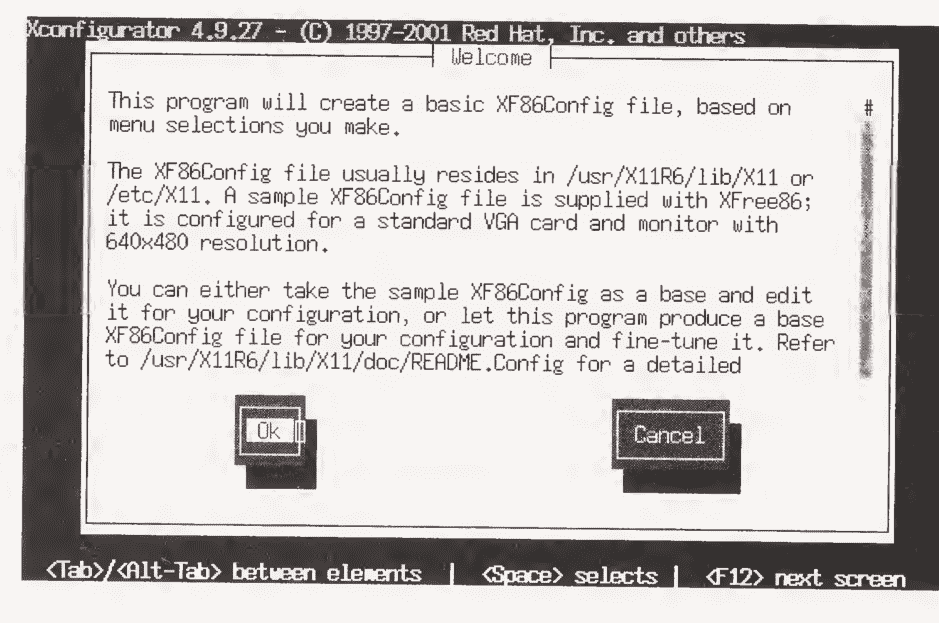 Xconfigurator 4.9.27 - (C) 1997-2001 Red Hat, Inc. and others
Welcome
This program will create a basic XF86Config file, based on
menu selections you make.
The XF86Config file usually resides in /usr/X11R6/lib/X11 or
/etc/X11. A sample XF86Config file is supplied with XFree86;
it is configured for a standard VGA card and monitor with
640x480 resolution.
You can either take the sample XF86Config as a base and edit
it for your configuration, or let this program produce a base
XF86Config file for your configuration and fine-tune it. Refer
to /usr/X11R6/lib/X11/doc/README.Config for a detailed
#
Ok
Cancel
<Tab>/<Alt-Tab> between elements | <Space> selects | <F12> next screen